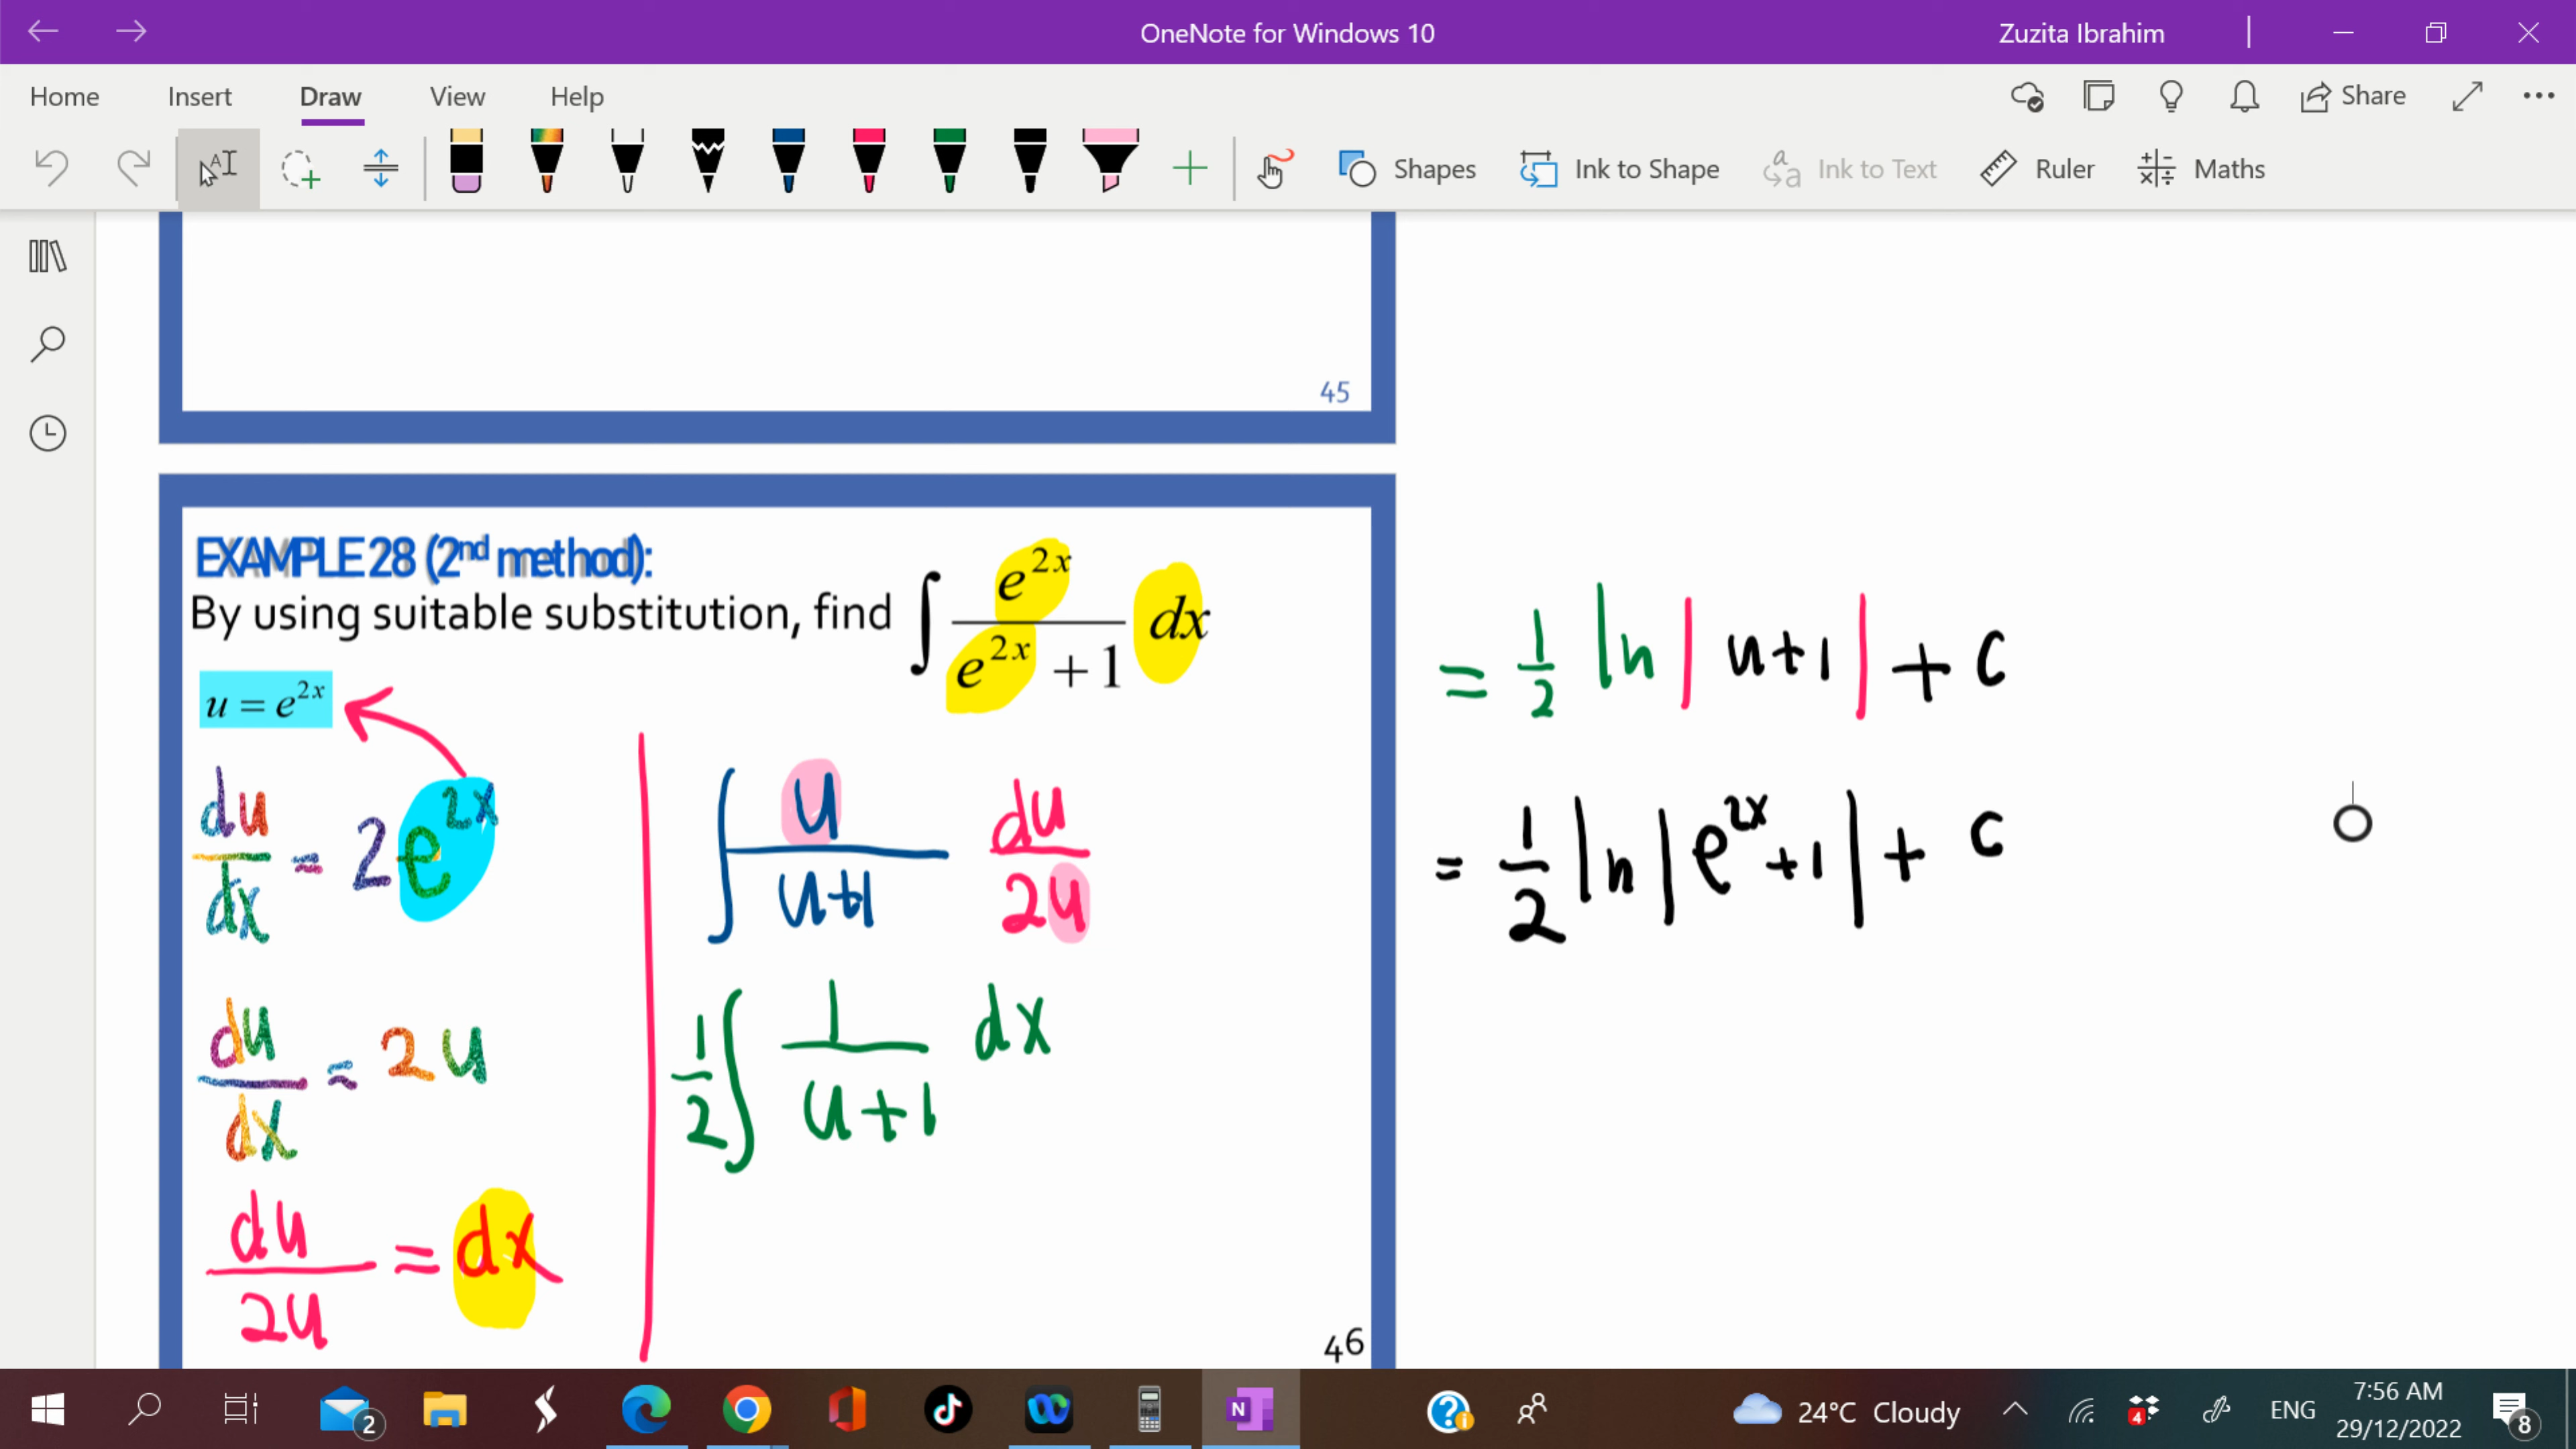 OneNote for Windows 10
Zuzita Ibrahim
Home Insert Draw View Help
Share
Shapes Ink to Shape Ink to Text Ruler Maths
45
EXAMPLE 28 (2nd method):
By using suitable substitution, find ∫ e^{2x} / (e^{2x} + 1) dx
u = e^{2x}
du/dx = 2e^{2x}
du/dx = 2u
du/2u = dx
∫ u/(u+1) du/2u
1/2 ∫ 1/(u+1) dx
= 1/2 ln | u+1 | + c
= 1/2 ln | e^{2x} +1 | + c
46
2
N
4
24°C Cloudy
ENG
7:56 AM
29/12/2022
8